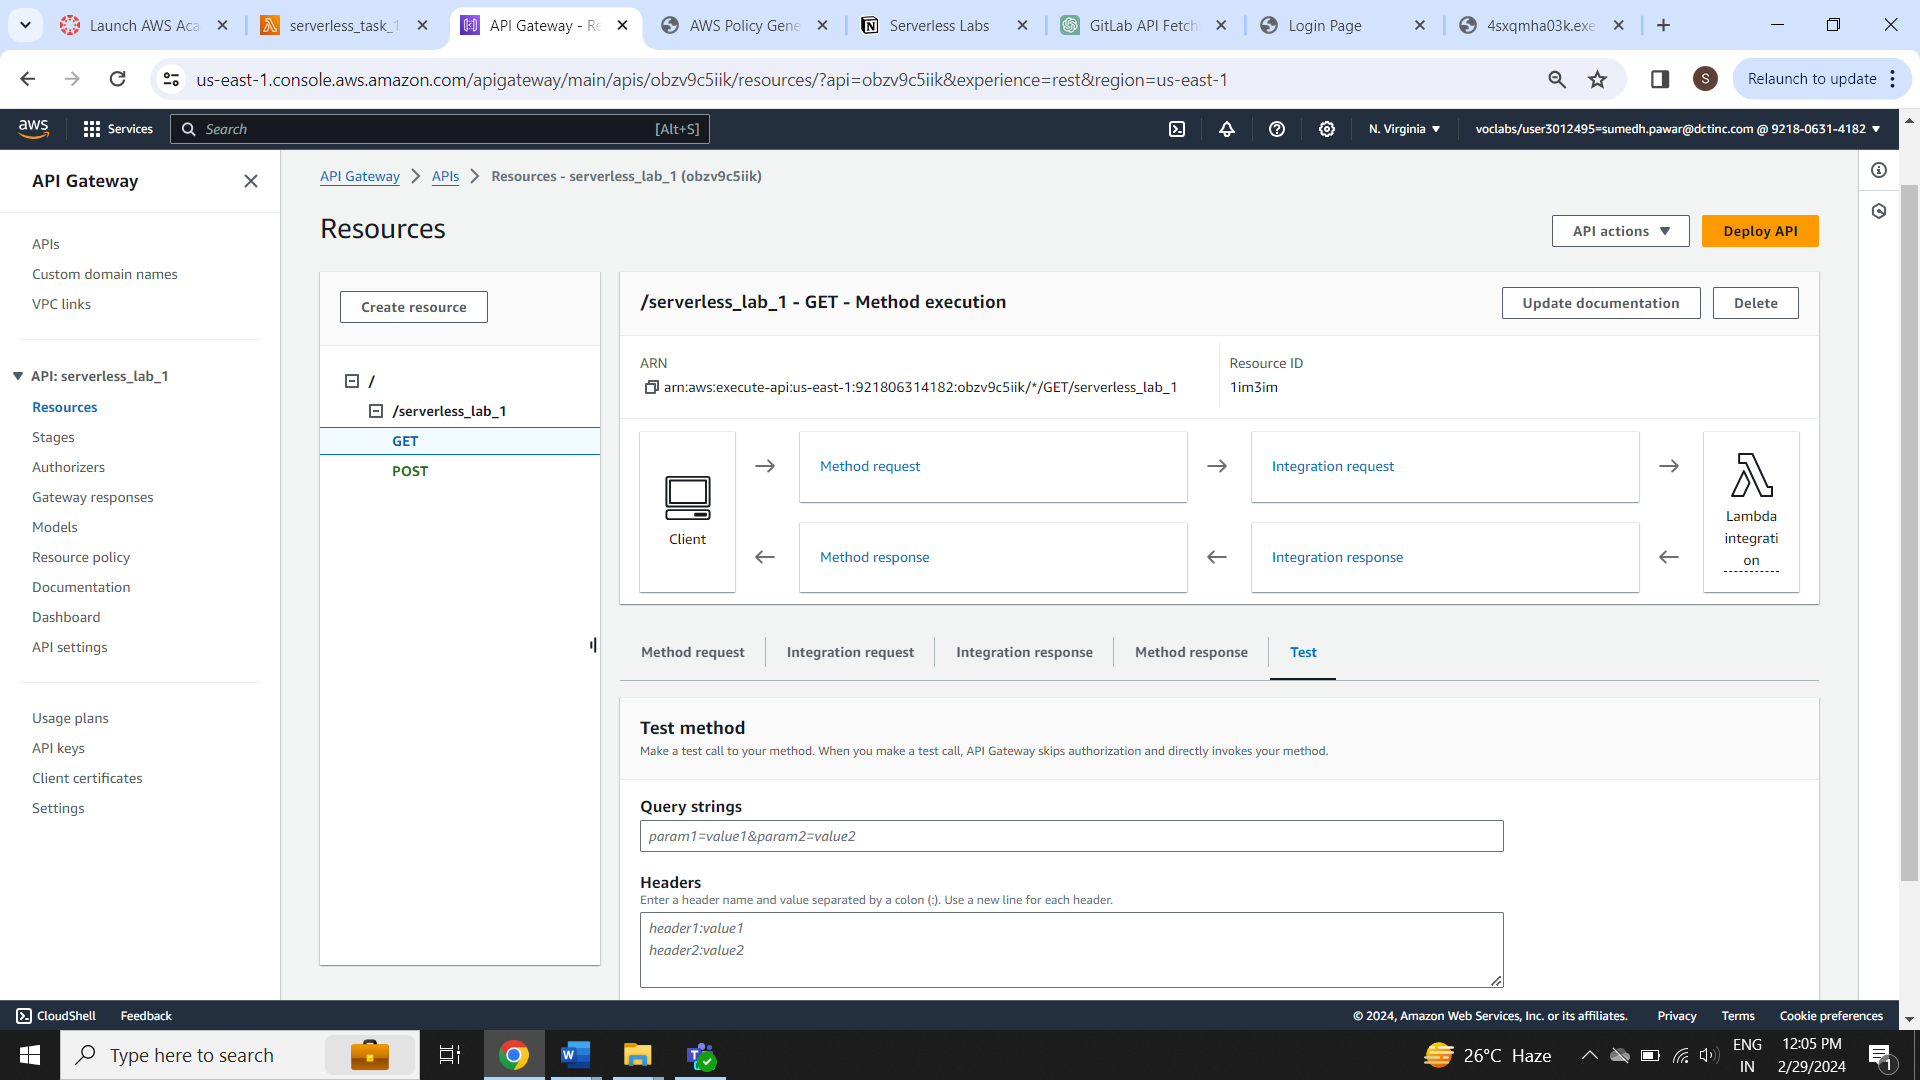 Launch AWS Aca
serverless_task_1
API Gateway - Re
AWS Policy Gene
Serverless Labs
GitLab API Fetch
Login Page
4sxqmha03k.exe
us-east-1.console.aws.amazon.com/apigateway/main/apis/obzv9c5iik/resources/?api=obzv9c5iik&experience=rest&region=us-east-1
S
Relaunch to update
aws
Services
Search
[Alt+S]
N. Virginia
voclabs/user3012495=sumedh.pawar@dctinc.com @ 9218-0631-4182
API Gateway
APIs
Custom domain names
VPC links
API: serverless_lab_1
Resources
Stages
Authorizers
Gateway responses
Models
Resource policy
Documentation
Dashboard
API settings
Usage plans
API keys
Client certificates
Settings
API Gateway
APIs
Resources - serverless_lab_1 (obzv9c5iik)
Resources
API actions
Deploy API
Create resource
/
/serverless_lab_1
GET
POST
/serverless_lab_1 - GET - Method execution
Update documentation
Delete
ARN
arn:aws:execute-api:us-east-1:921806314182:obzv9c5iik/*/GET/serverless_lab_1
Resource ID
1im3im
Client
Method request
Integration request
Method response
Integration response
Lambda
integrati
on
Method request
Integration request
Integration response
Method response
Test
Test method
Make a test call to your method. When you make a test call, API Gateway skips authorization and directly invokes your method.
Query strings
param1=value1&param2=value2
Headers
Enter a header name and value separated by a colon (:). Use a new line for each header.
header1:value1
header2:value2
CloudShell
Feedback
© 2024, Amazon Web Services, Inc. or its affiliates.
Privacy
Terms
Cookie preferences
Type here to search
26°C Haze
ENG
IN
12:05 PM
2/29/2024
1